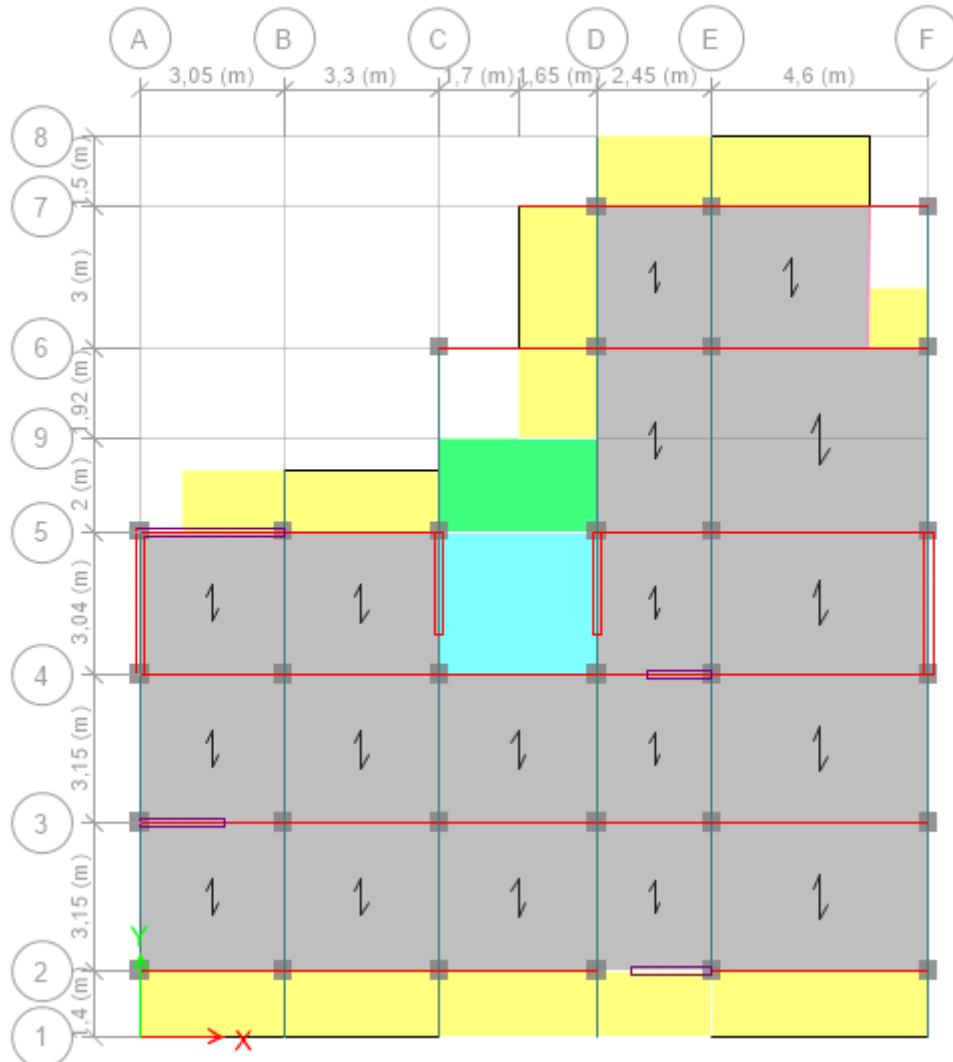 A B C D E F
3,05 (m) 3,3 (m) 1,7 (m) 1,65 (m) 2,45 (m) 4,6 (m)
8
1,5 (m)
7
3 (m)
6
1,92 (m)
9
2 (m)
5
3,04 (m)
4
3,15 (m)
3
3,15 (m)
Y
2
1,4 (m)
1
X